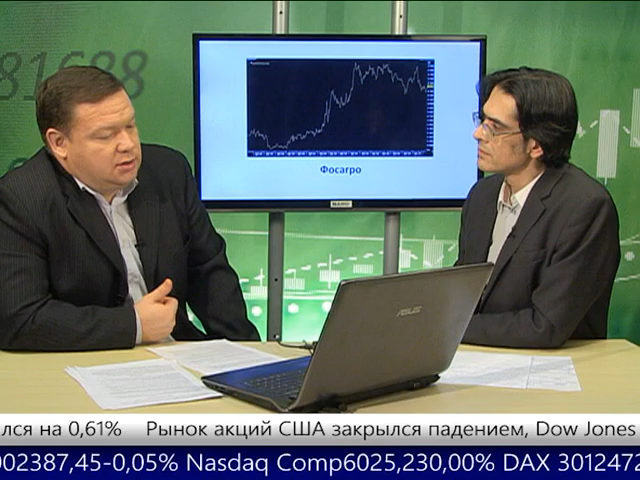 81688
Фосагро
ASUS
лся на 0,61% Рынок акций США закрылся падением, Dow Jones
002387,45-0,05% Nasdaq Comp6025,230,00% DAX 3012472